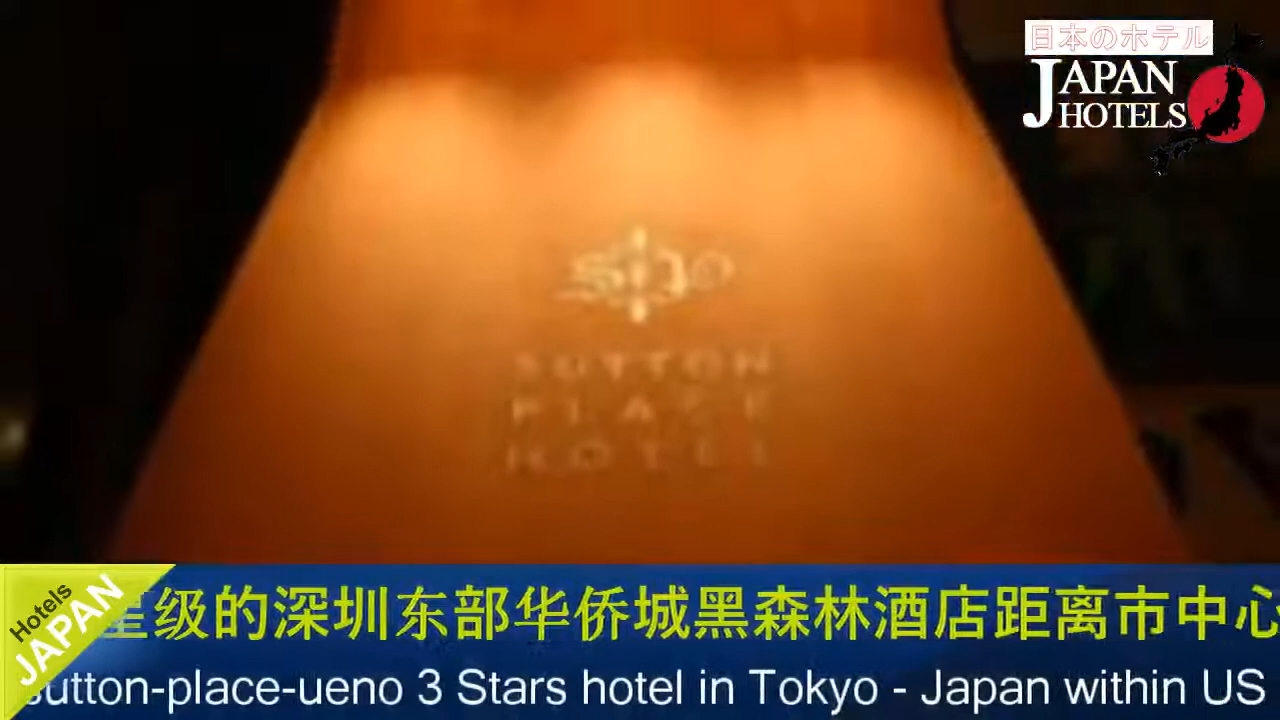 日本のホテル
JAPAN
HOTELS
SUTTON
PLACE
HOTEL
Hotels
JAPAN
星级的深圳东部华侨城黑森林酒店距离市中心
sutton-place-ueno 3 Stars hotel in Tokyo - Japan within US